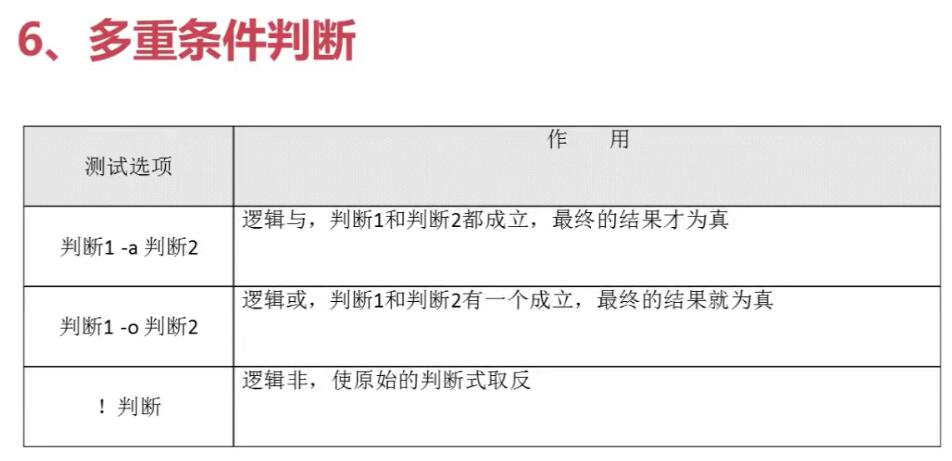 6、多重条件判断
测试选项
作 用
判断1 -a 判断2
逻辑与，判断1和判断2都成立，最终的结果才为真
判断1 -o 判断2
逻辑或，判断1和判断2有一个成立，最终的结果就为真
！判断
逻辑非，使原始的判断式取反